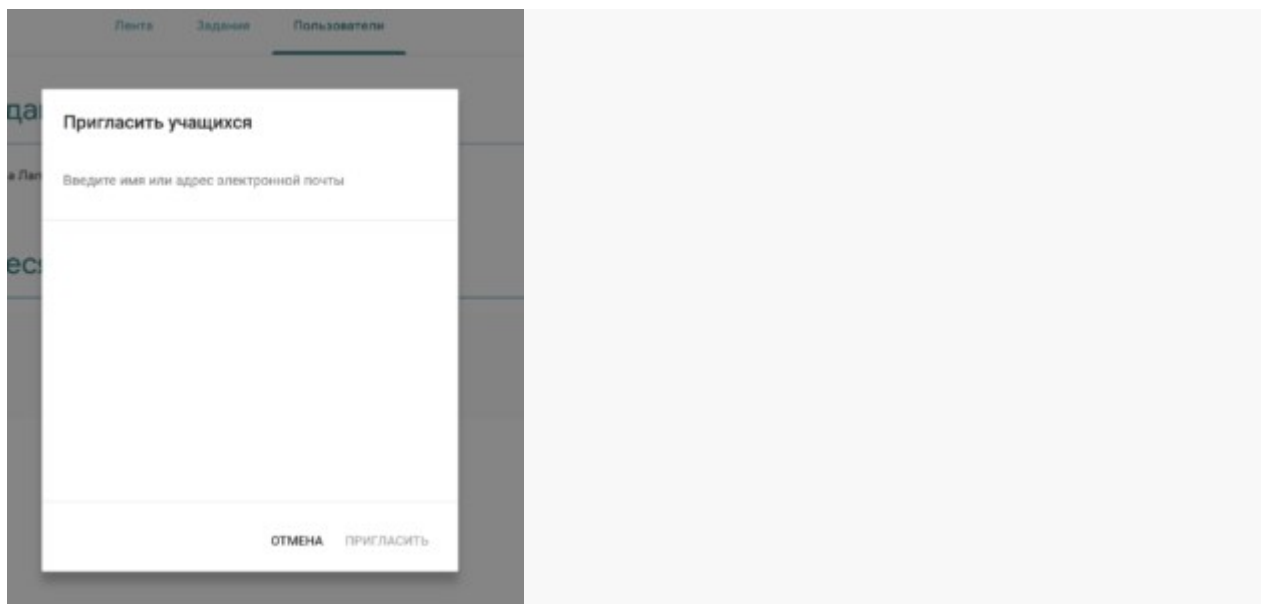 Лента Задания Пользователи
Пригласить учащихся
Введите имя или адрес электронной почты
ОТМЕНА ПРИГЛАСИТЬ